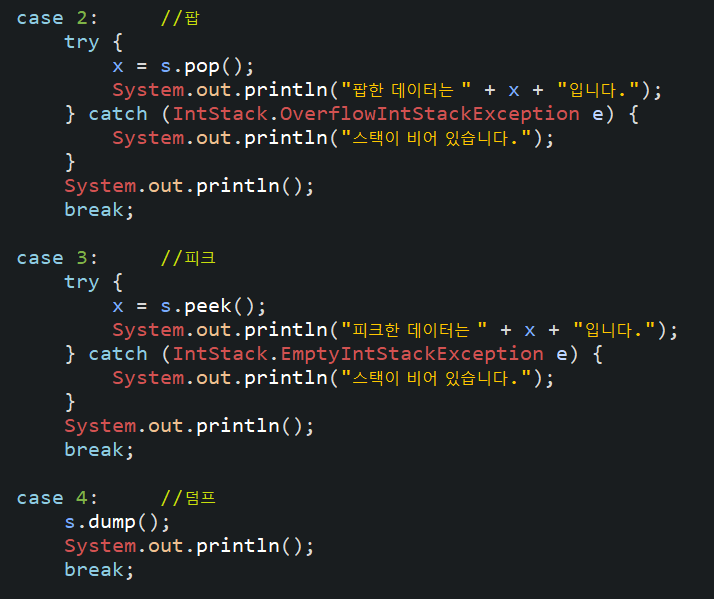 case 2:     //팝
    try {
        x = s.pop();
        System.out.println("팝한 데이터는 " + x + "입니다.");
    } catch (IntStack.OverflowIntStackException e) {
        System.out.println("스택이 비어 있습니다.");
    }
    System.out.println();
    break;

case 3:     //피크
    try {
        x = s.peek();
        System.out.println("피크한 데이터는 " + x + "입니다.");
    } catch (IntStack.EmptyIntStackException e) {
        System.out.println("스택이 비어 있습니다.");
    }
    System.out.println();
    break;

case 4:     //덤프
    s.dump();
    System.out.println();
    break;